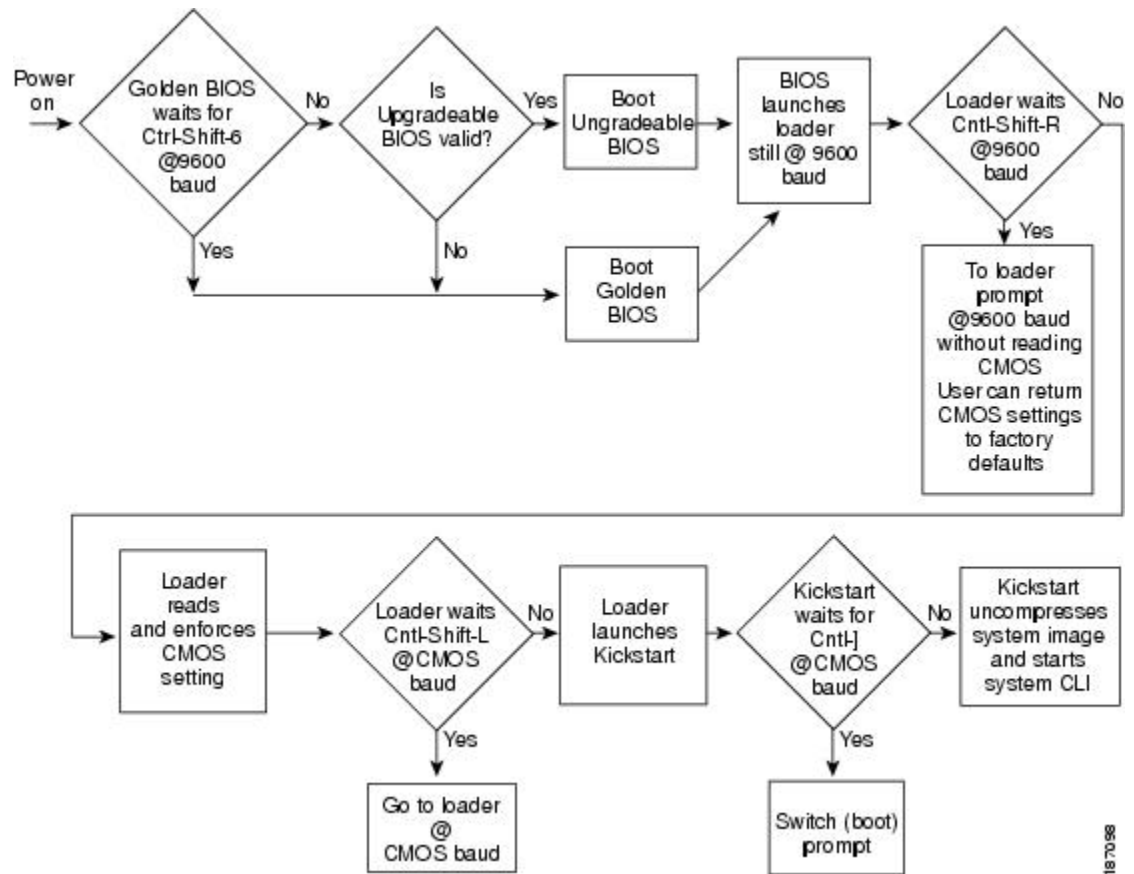 Power
on
Golden BIOS
waits for
Ctrl-Shift-6
@9600
baud
No
Yes
Is
Upgradeable
BIOS valid?
Yes
No
Boot
Ungradeable
BIOS
Boot
Golden
BIOS
BIOS
launches
loader
still @ 9600
baud
Loader waits
Cntl-Shift-R
@9600
baud
No
Yes
To loader
prompt
@9600 baud
without reading
CMOS
User can return
CMOS settings
to factory
defaults
Loader
reads
and enforces
CMOS
setting
Loader waits
Cntl-Shift-L
@CMOS
baud
No
Yes
Go to loader
@
CMOS baud
Loader
launches
Kickstart
Kickstart
waits for
Cntl-]
@CMOS
baud
No
Yes
Switch (boot)
prompt
Kickstart
uncompresses
system image
and starts
system CLI
187098